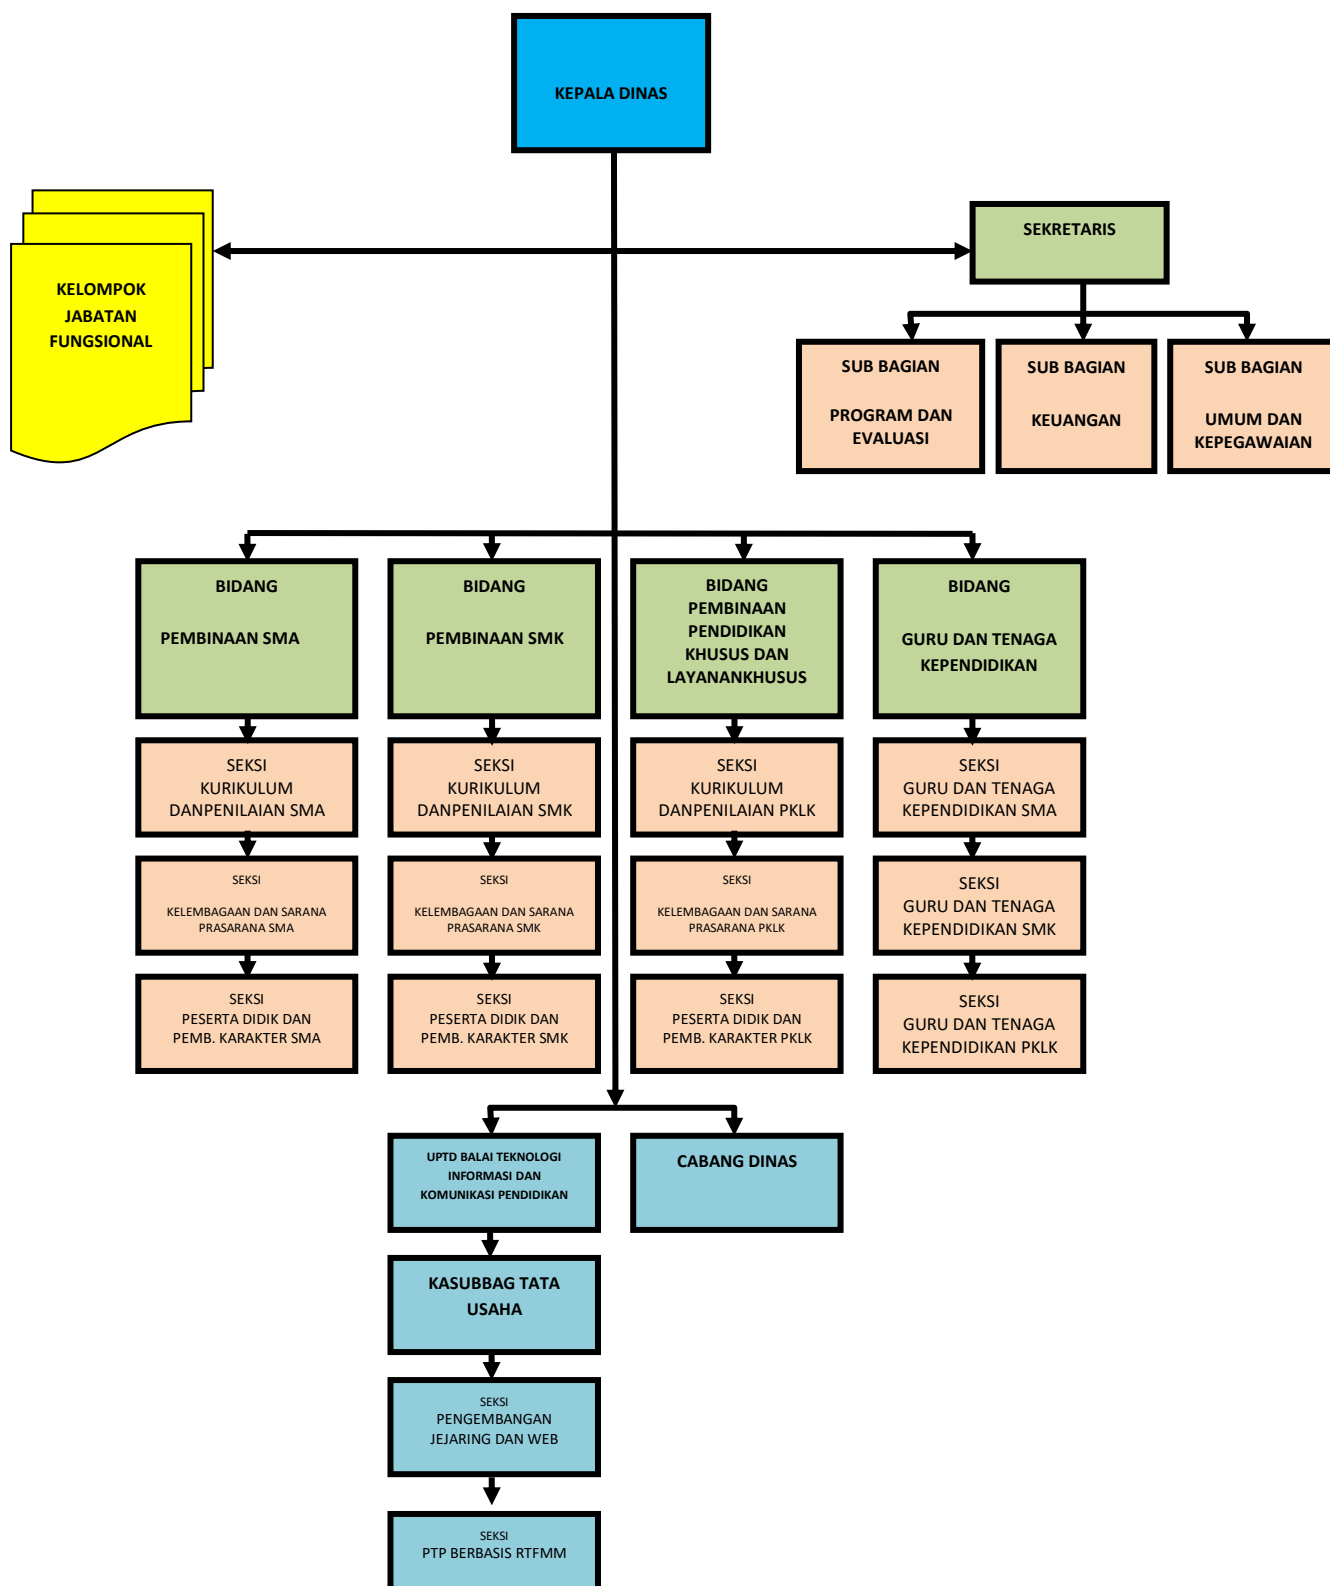 KEPALA DINAS
KELOMPOK
JABATAN
FUNGSIONAL
SEKRETARIS
SUB BAGIAN
PROGRAM DAN
EVALUASI
SUB BAGIAN
KEUANGAN
SUB BAGIAN
UMUM DAN
KEPEGAWAIAN
BIDANG
PEMBINAAN SMA
BIDANG
PEMBINAAN SMK
BIDANG
PEMBINAAN
PENDIDIKAN
KHUSUS DAN
LAYANANKHUSUS
BIDANG
GURU DAN TENAGA
KEPENDIDIKAN
SEKSI
KURIKULUM
DANPENILAIAN SMA
SEKSI
KURIKULUM
DANPENILAIAN SMK
SEKSI
KURIKULUM
DANPENILAIAN PKLK
SEKSI
GURU DAN TENAGA
KEPENDIDIKAN SMA
SEKSI
KELEMBAGAAN DAN SARANA
PRASARANA SMA
SEKSI
KELEMBAGAAN DAN SARANA
PRASARANA SMK
SEKSI
KELEMBAGAAN DAN SARANA
PRASARANA PKLK
SEKSI
GURU DAN TENAGA
KEPENDIDIKAN SMK
SEKSI
PESERTA DIDIK DAN
PEMB. KARAKTER SMA
SEKSI
PESERTA DIDIK DAN
PEMB. KARAKTER SMK
SEKSI
PESERTA DIDIK DAN
PEMB. KARAKTER PKLK
SEKSI
GURU DAN TENAGA
KEPENDIDIKAN PKLK
UPTD BALAI TEKNOLOGI
INFORMASI DAN
KOMUNIKASI PENDIDIKAN
CABANG DINAS
KASUBBAG TATA
USAHA
SEKSI
PENGEMBANGAN
JEJARING DAN WEB
SEKSI
PTP BERBASIS RTFMM